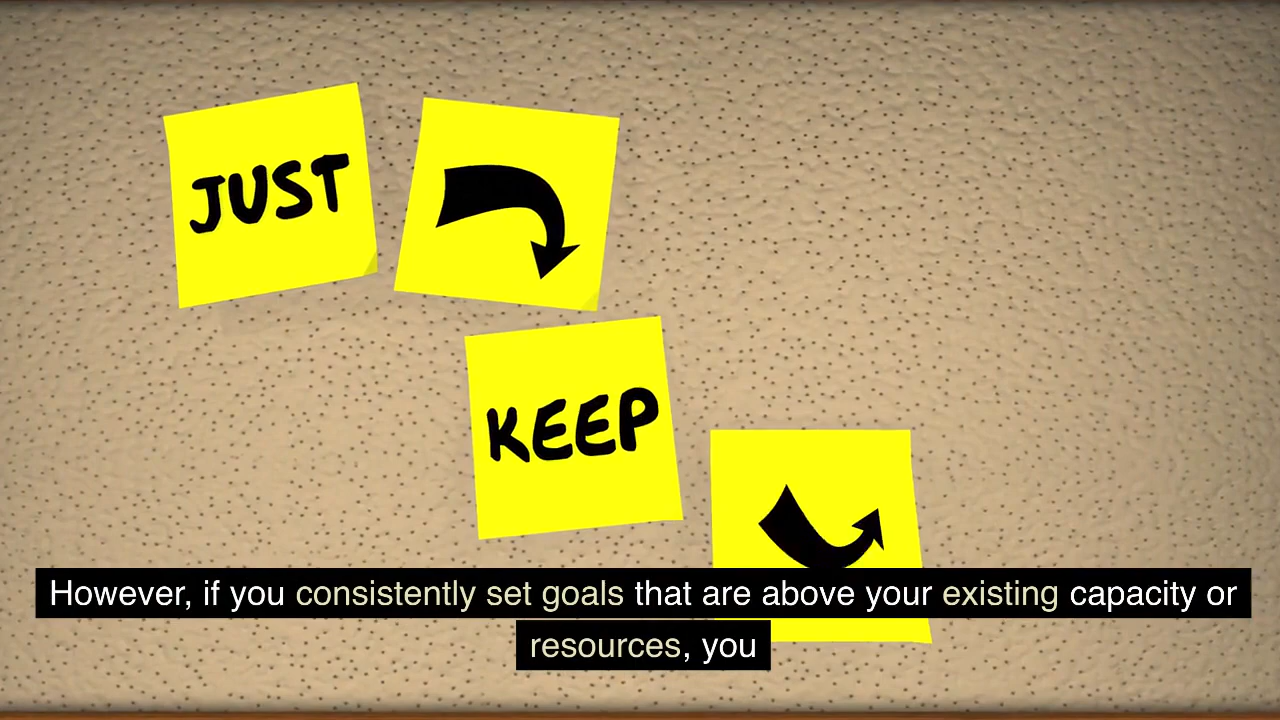 JUST
KEEP
However, if you consistently set goals that are above your existing capacity or
resources, you